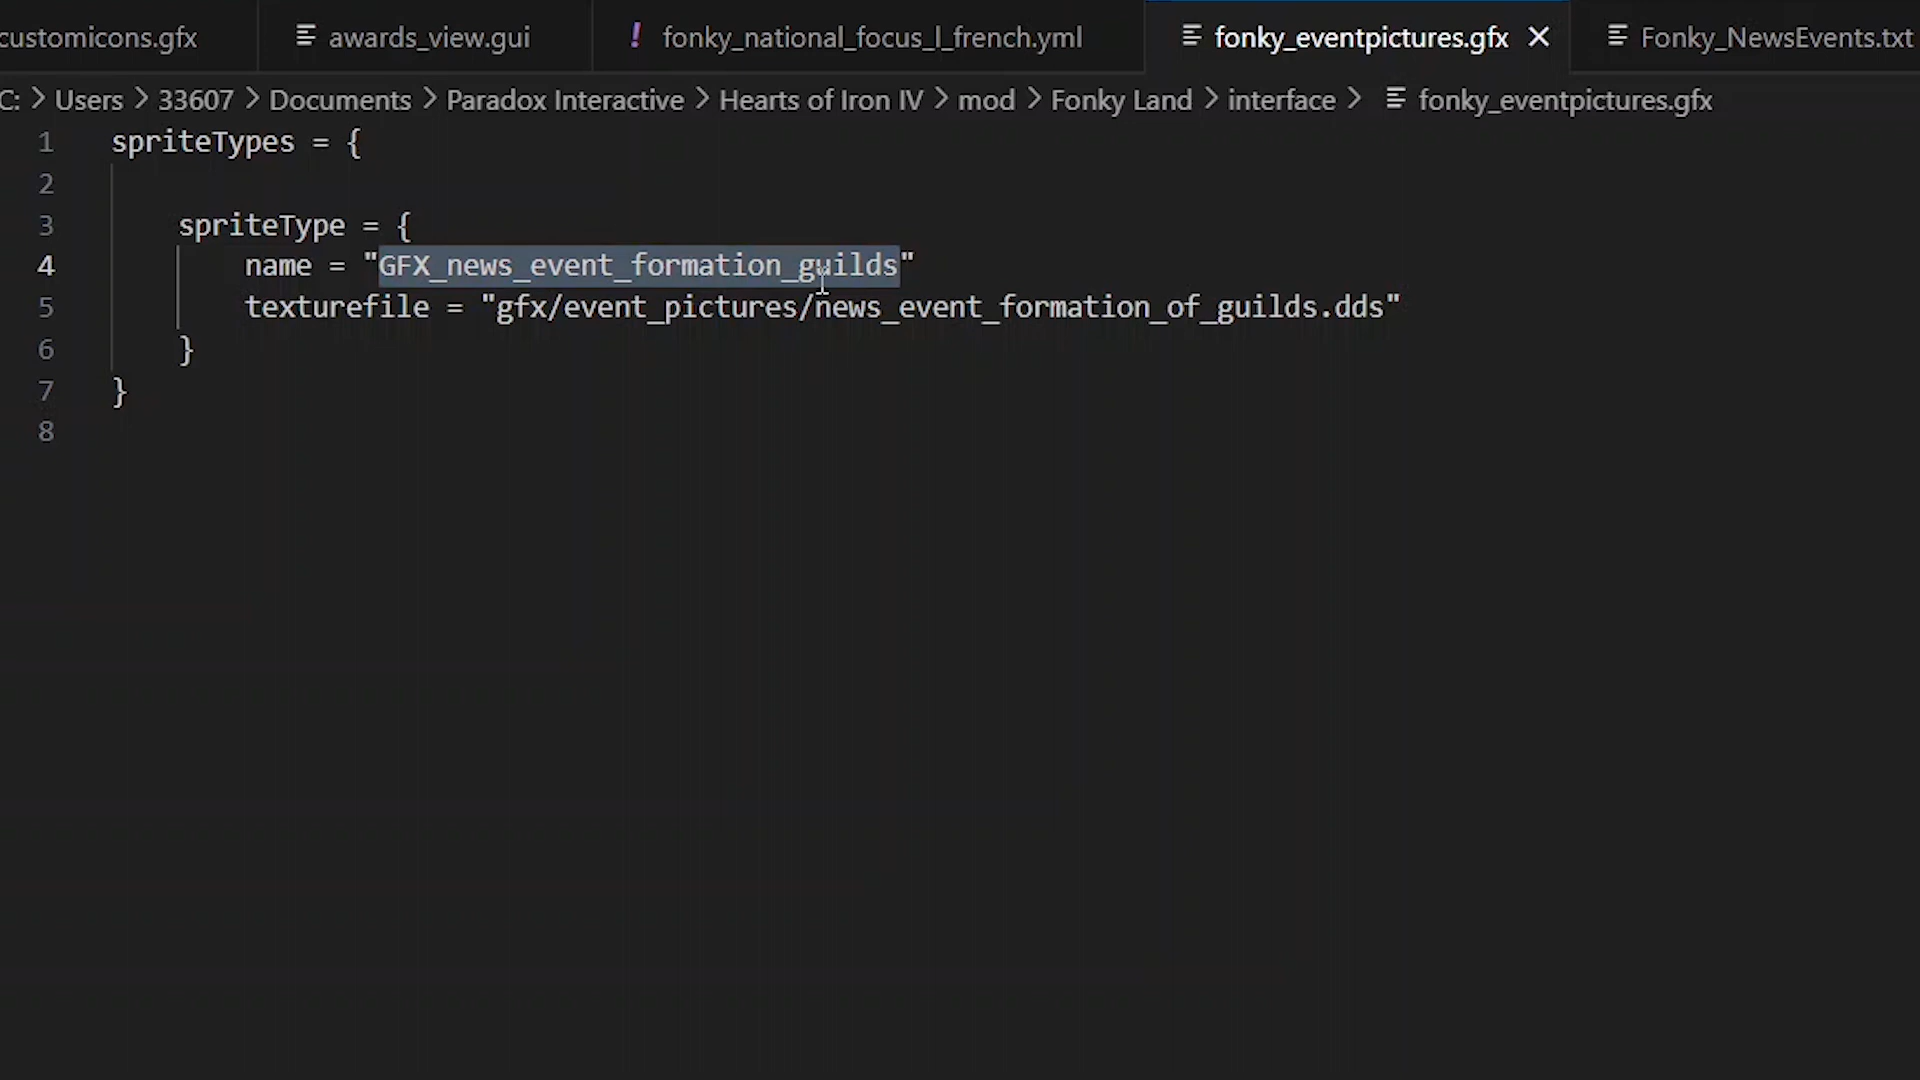 customicons.gfx awards_view.gui ! fonky_national_focus_l_french.yml fonky_eventpictures.gfx Fonky_NewsEvents.txt
C: > Users > 33607 > Documents > Paradox Interactive > Hearts of Iron IV > mod > Fonky Land > interface > fonky_eventpictures.gfx
1 spriteTypes = {
2
3 spriteType = {
4 name = "GFX_news_event_formation_guilds"
5 texturefile = "gfx/event_pictures/news_event_formation_of_guilds.dds"
6 }
7 }
8